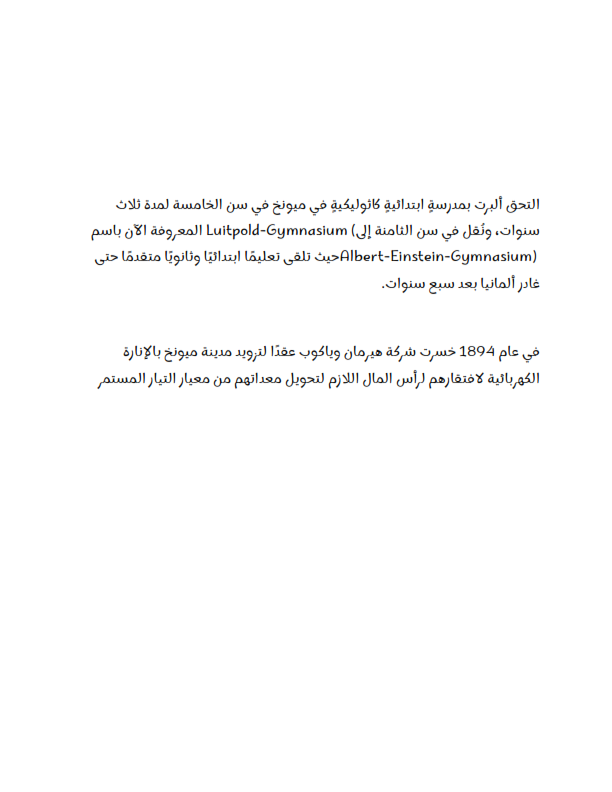 التحق ألبرت بمدرسةٍ ابتدائيةٍ كاثوليكيةٍ في ميونخ في سن الخامسة لمدة ثلاث
سنوات، ونُقل في سن الثامنة إلى Luitpold-Gymnasium (المعروفة الآن باسم
Albert-Einstein-Gymnasium) حيث تلقى تعليمًا ابتدائيًا وثانويًا متقدمًا حتى
غادر ألمانيا بعد سبع سنوات.
في عام 1894 خسرت شركة هيرمان وياكوب عقدًا لتزويد مدينة ميونخ بالإنارة
الكهربائية لافتقارهم لرأس المال اللازم لتحويل معداتهم من معيار التيار المستمر